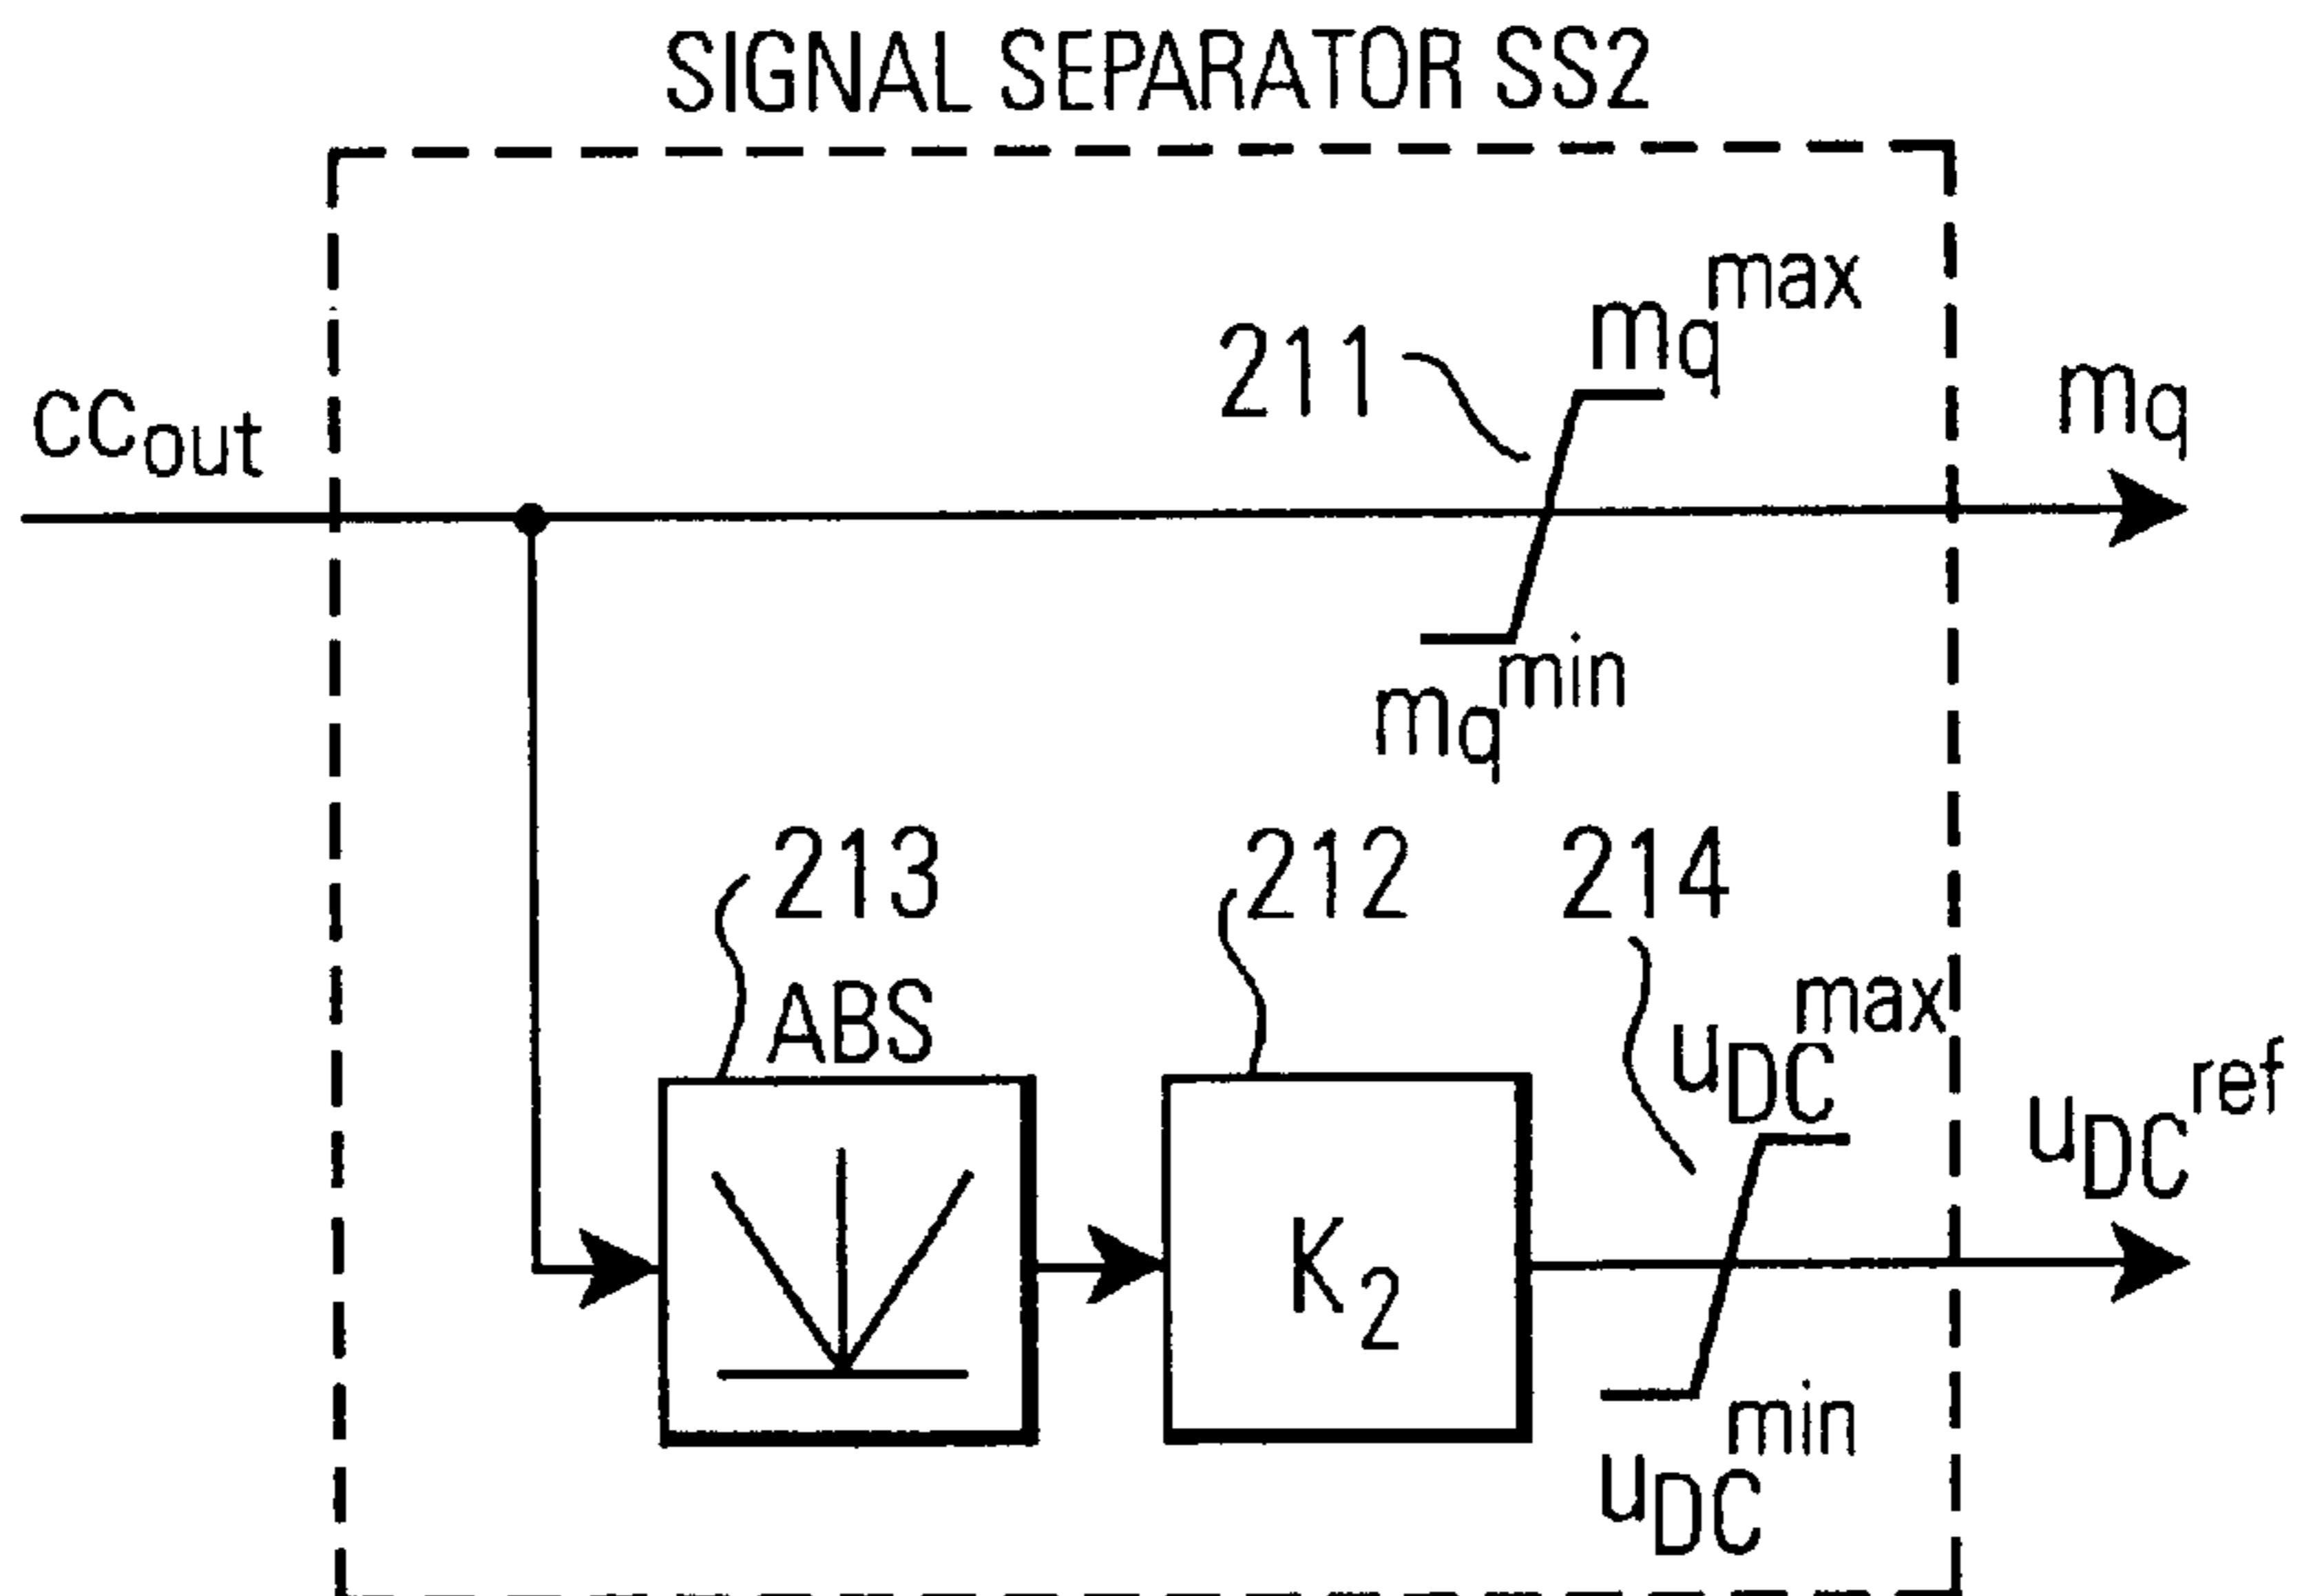 SIGNAL SEPARATOR SS2
mq^max
211
mq
cc_out
mq^min
213
212
214
ABS
u_DC^max
u_DC^ref
K_2
u_DC^min